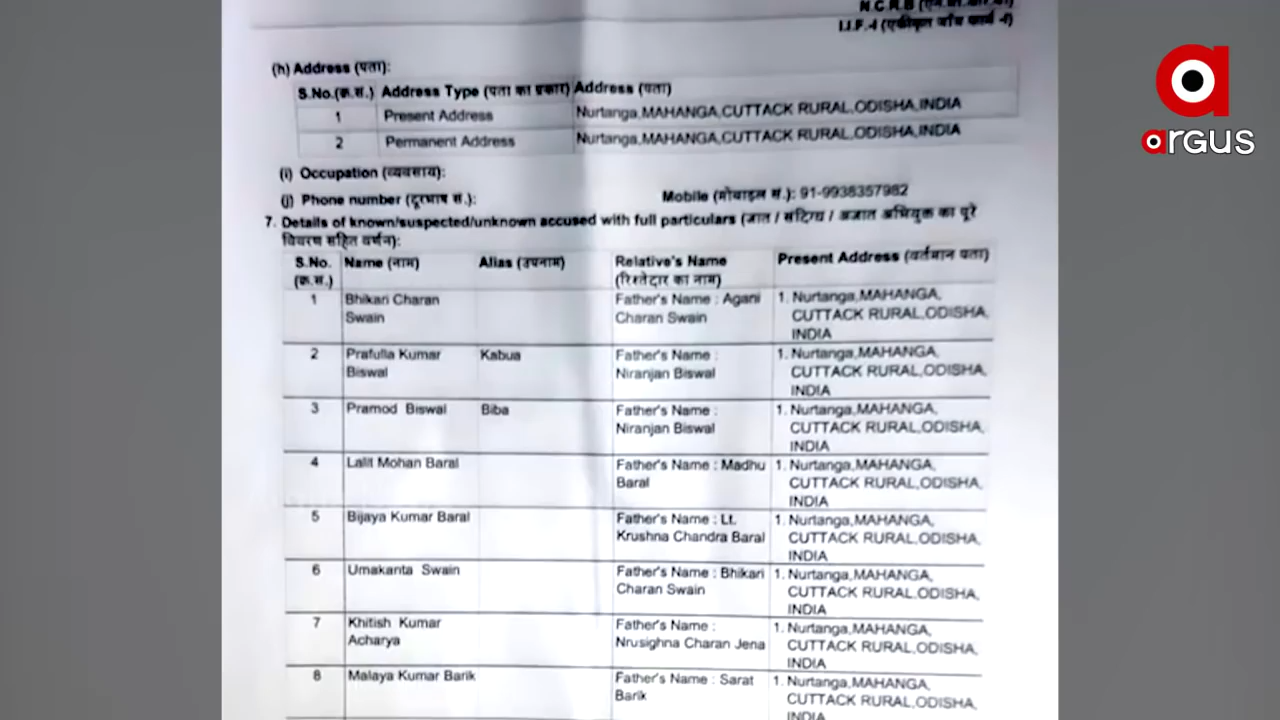 N.C.R.B (एन.सी.आर.बी)
I.I.F.-I (एकीकृत जाँच फार्म -I)
argus
(h) Address (पता):
S.No.(क्र.सं.) Address Type (पता का प्रकार) Address (पता)
1 Present Address Nurtanga,MAHANGA,CUTTACK RURAL,ODISHA,INDIA
2 Permanent Address Nurtanga,MAHANGA,CUTTACK RURAL,ODISHA,INDIA
(i) Occupation (व्यवसाय):
(j) Phone number (दूरभाष सं.): Mobile (मोबाइल सं.): 91-9938357982
7. Details of known/suspected/unknown accused with full particulars (ज्ञात / संदिग्ध / अज्ञात अभियुक्त का पूरे
विवरण सहित वर्णन):
S.No. Name (नाम) Alias (उपनाम) Relative's Name Present Address (वर्तमान पता)
(क्र.सं.) (रिश्तेदार का नाम)
1 Bhikari Charan Father's Name : Agani 1. Nurtanga,MAHANGA,
Swain Charan Swain CUTTACK RURAL,ODISHA,
INDIA
2 Prafulla Kumar Kabua Father's Name : 1. Nurtanga,MAHANGA,
Biswal Niranjan Biswal CUTTACK RURAL,ODISHA,
INDIA
3 Pramod Biswal Biba Father's Name : 1. Nurtanga,MAHANGA,
Niranjan Biswal CUTTACK RURAL,ODISHA,
INDIA
4 Lalit Mohan Baral Father's Name : Madhu 1. Nurtanga,MAHANGA,
Baral CUTTACK RURAL,ODISHA,
INDIA
5 Bijaya Kumar Baral Father's Name : Lt. 1. Nurtanga,MAHANGA,
Krushna Chandra Baral CUTTACK RURAL,ODISHA,
INDIA
6 Umakanta Swain Father's Name : Bhikari 1. Nurtanga,MAHANGA,
Charan Swain CUTTACK RURAL,ODISHA,
INDIA
7 Khitish Kumar Father's Name : 1. Nurtanga,MAHANGA,
Acharya Nrusighna Charan Jena CUTTACK RURAL,ODISHA,
INDIA
8 Malaya Kumar Barik Father's Name : Sarat 1. Nurtanga,MAHANGA,
Barik CUTTACK RURAL,ODISHA,
INDIA